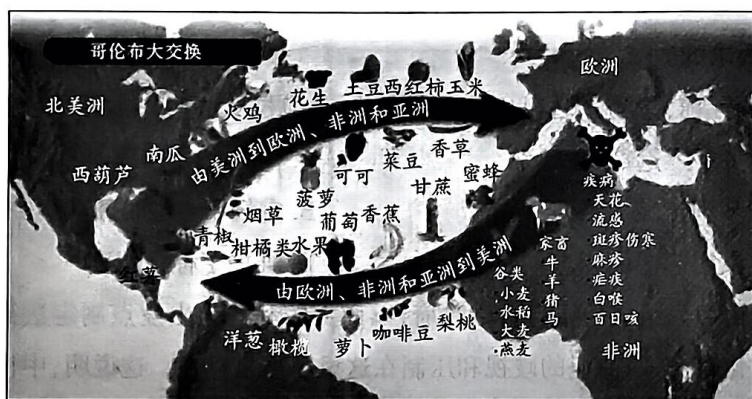 哥伦布大交换
北美洲
欧洲
火鸡
花生
土豆西红柿玉米
由美洲到欧洲、非洲和亚洲
南瓜
西葫芦
可可
菜豆
香草
菠萝
甘蔗
蜜蜂
烟草
葡萄
香蕉
青椒
柑橘类水果
红薯
由欧洲、非洲和亚洲到美洲
洋葱
橄榄
萝卜
咖啡豆
梨桃
谷类
小麦
水稻
大麦
·燕麦
家畜
牛
羊
猪
马
疾病
天花、
流感
斑疹伤寒
麻疹
疟疾
白喉
百日咳
非洲